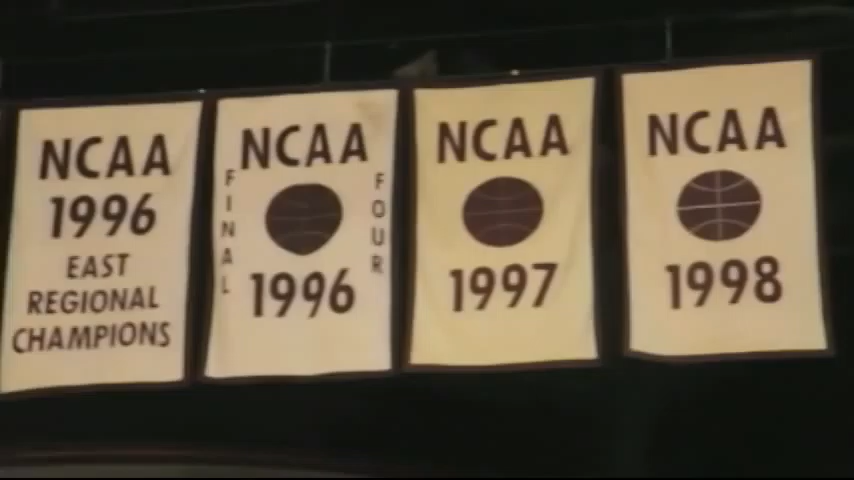 NCAA
1996
EAST
REGIONAL
CHAMPIONS
NCAA
FINAL
FOUR
1996
NCAA
1997
NCAA
1998